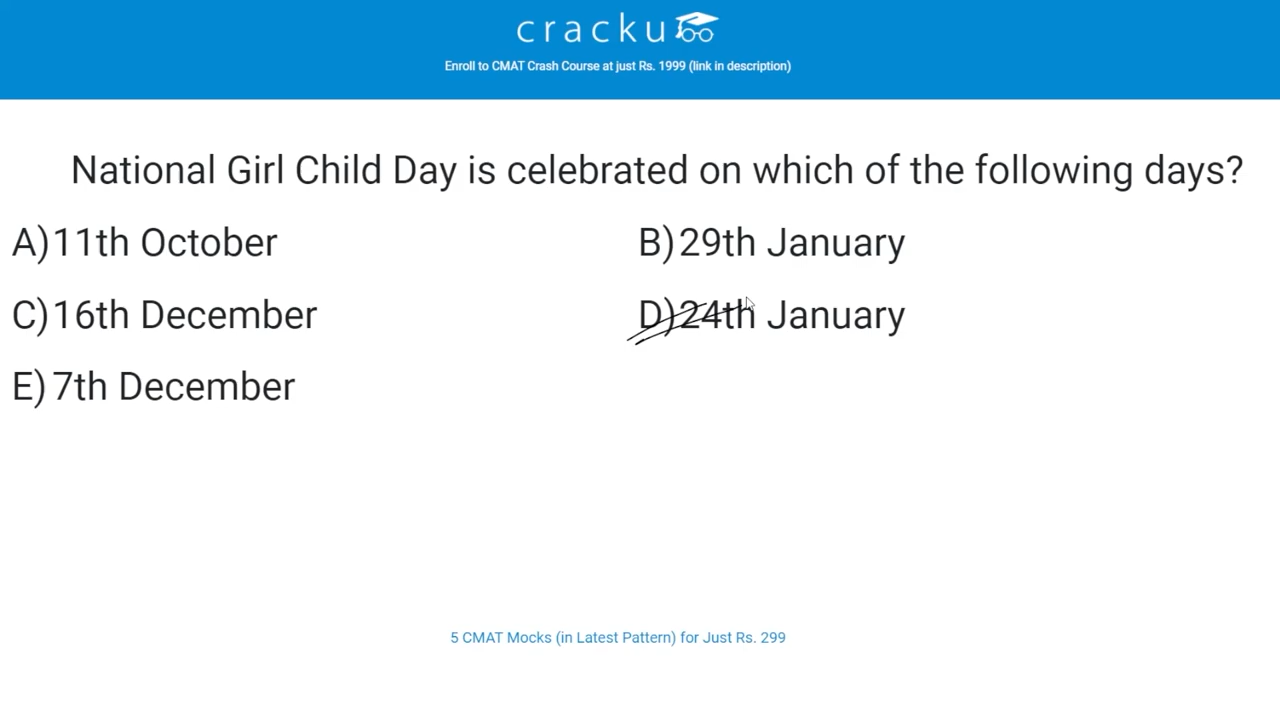 cracku
Enroll to CMAT Crash Course at just Rs. 1999 (link in description)
National Girl Child Day is celebrated on which of the following days?
A) 11th October
B) 29th January
C) 16th December
D) 24th January
E) 7th December
5 CMAT Mocks (in Latest Pattern) for Just Rs. 299